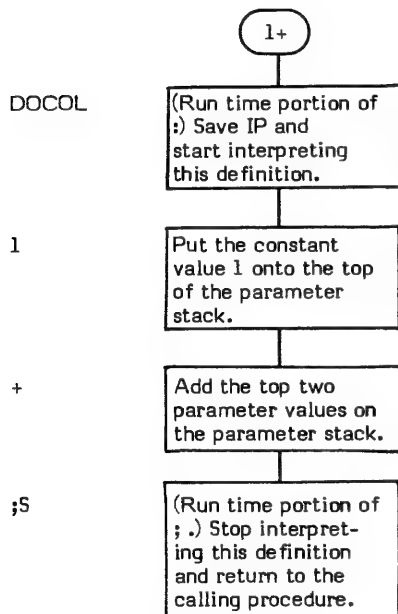 1+
DOCOL
(Run time portion of
:) Save IP and
start interpreting
this definition.
1
Put the constant
value 1 onto the top
of the parameter
stack.
+
Add the top two
parameter values on
the parameter stack.
;S
(Run time portion of
; .) Stop interpret-
ing this definition
and return to the
calling procedure.